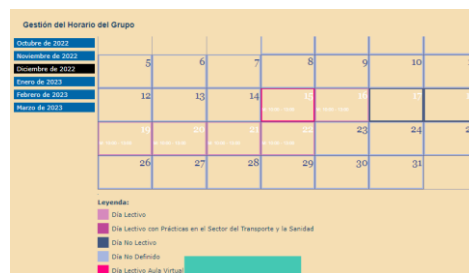 Gestión del Horario del Grupo
Octubre de 2022
Noviembre de 2022
Diciembre de 2022
Enero de 2023
Febrero de 2023
Marzo de 2023
5 6 7 8 9 10
12 13 14 15 16 17
19 20 21 22 23 24
26 27 28 29 30 31
Leyenda:
Día Lectivo
Día Lectivo con Prácticas en el Sector del Transporte y la Sanidad
Día No Lectivo
Día No Definido
Día Lectivo Aula Virtual